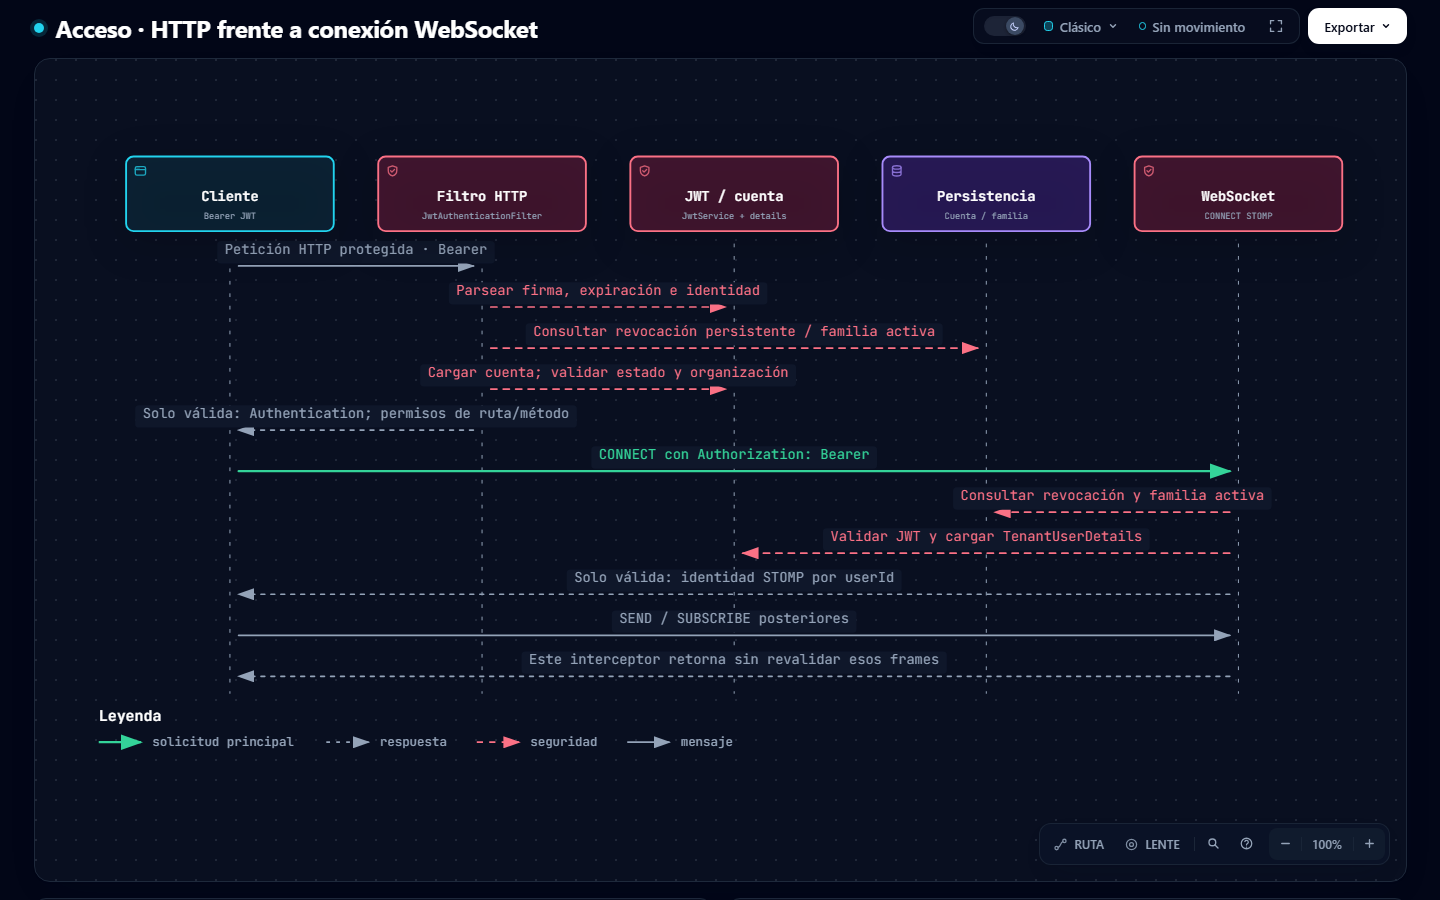 Acceso · HTTP frente a conexión WebSocket
Clásico
Sin movimiento
Exportar
Cliente
Bearer JWT
Filtro HTTP
JwtAuthenticationFilter
JWT / cuenta
JwtService + details
Persistencia
Cuenta / familia
WebSocket
CONNECT STOMP
Petición HTTP protegida · Bearer
Parsear firma, expiración e identidad
Consultar revocación persistente / familia activa
Cargar cuenta; validar estado y organización
Solo válida: Authentication; permisos de ruta/método
CONNECT con Authorization: Bearer
Consultar revocación y familia activa
Validar JWT y cargar TenantUserDetails
Solo válida: identidad STOMP por userId
SEND / SUBSCRIBE posteriores
Este interceptor retorna sin revalidar esos frames
Leyenda
solicitud principal
respuesta
seguridad
mensaje
RUTA
LENTE
− 100% +